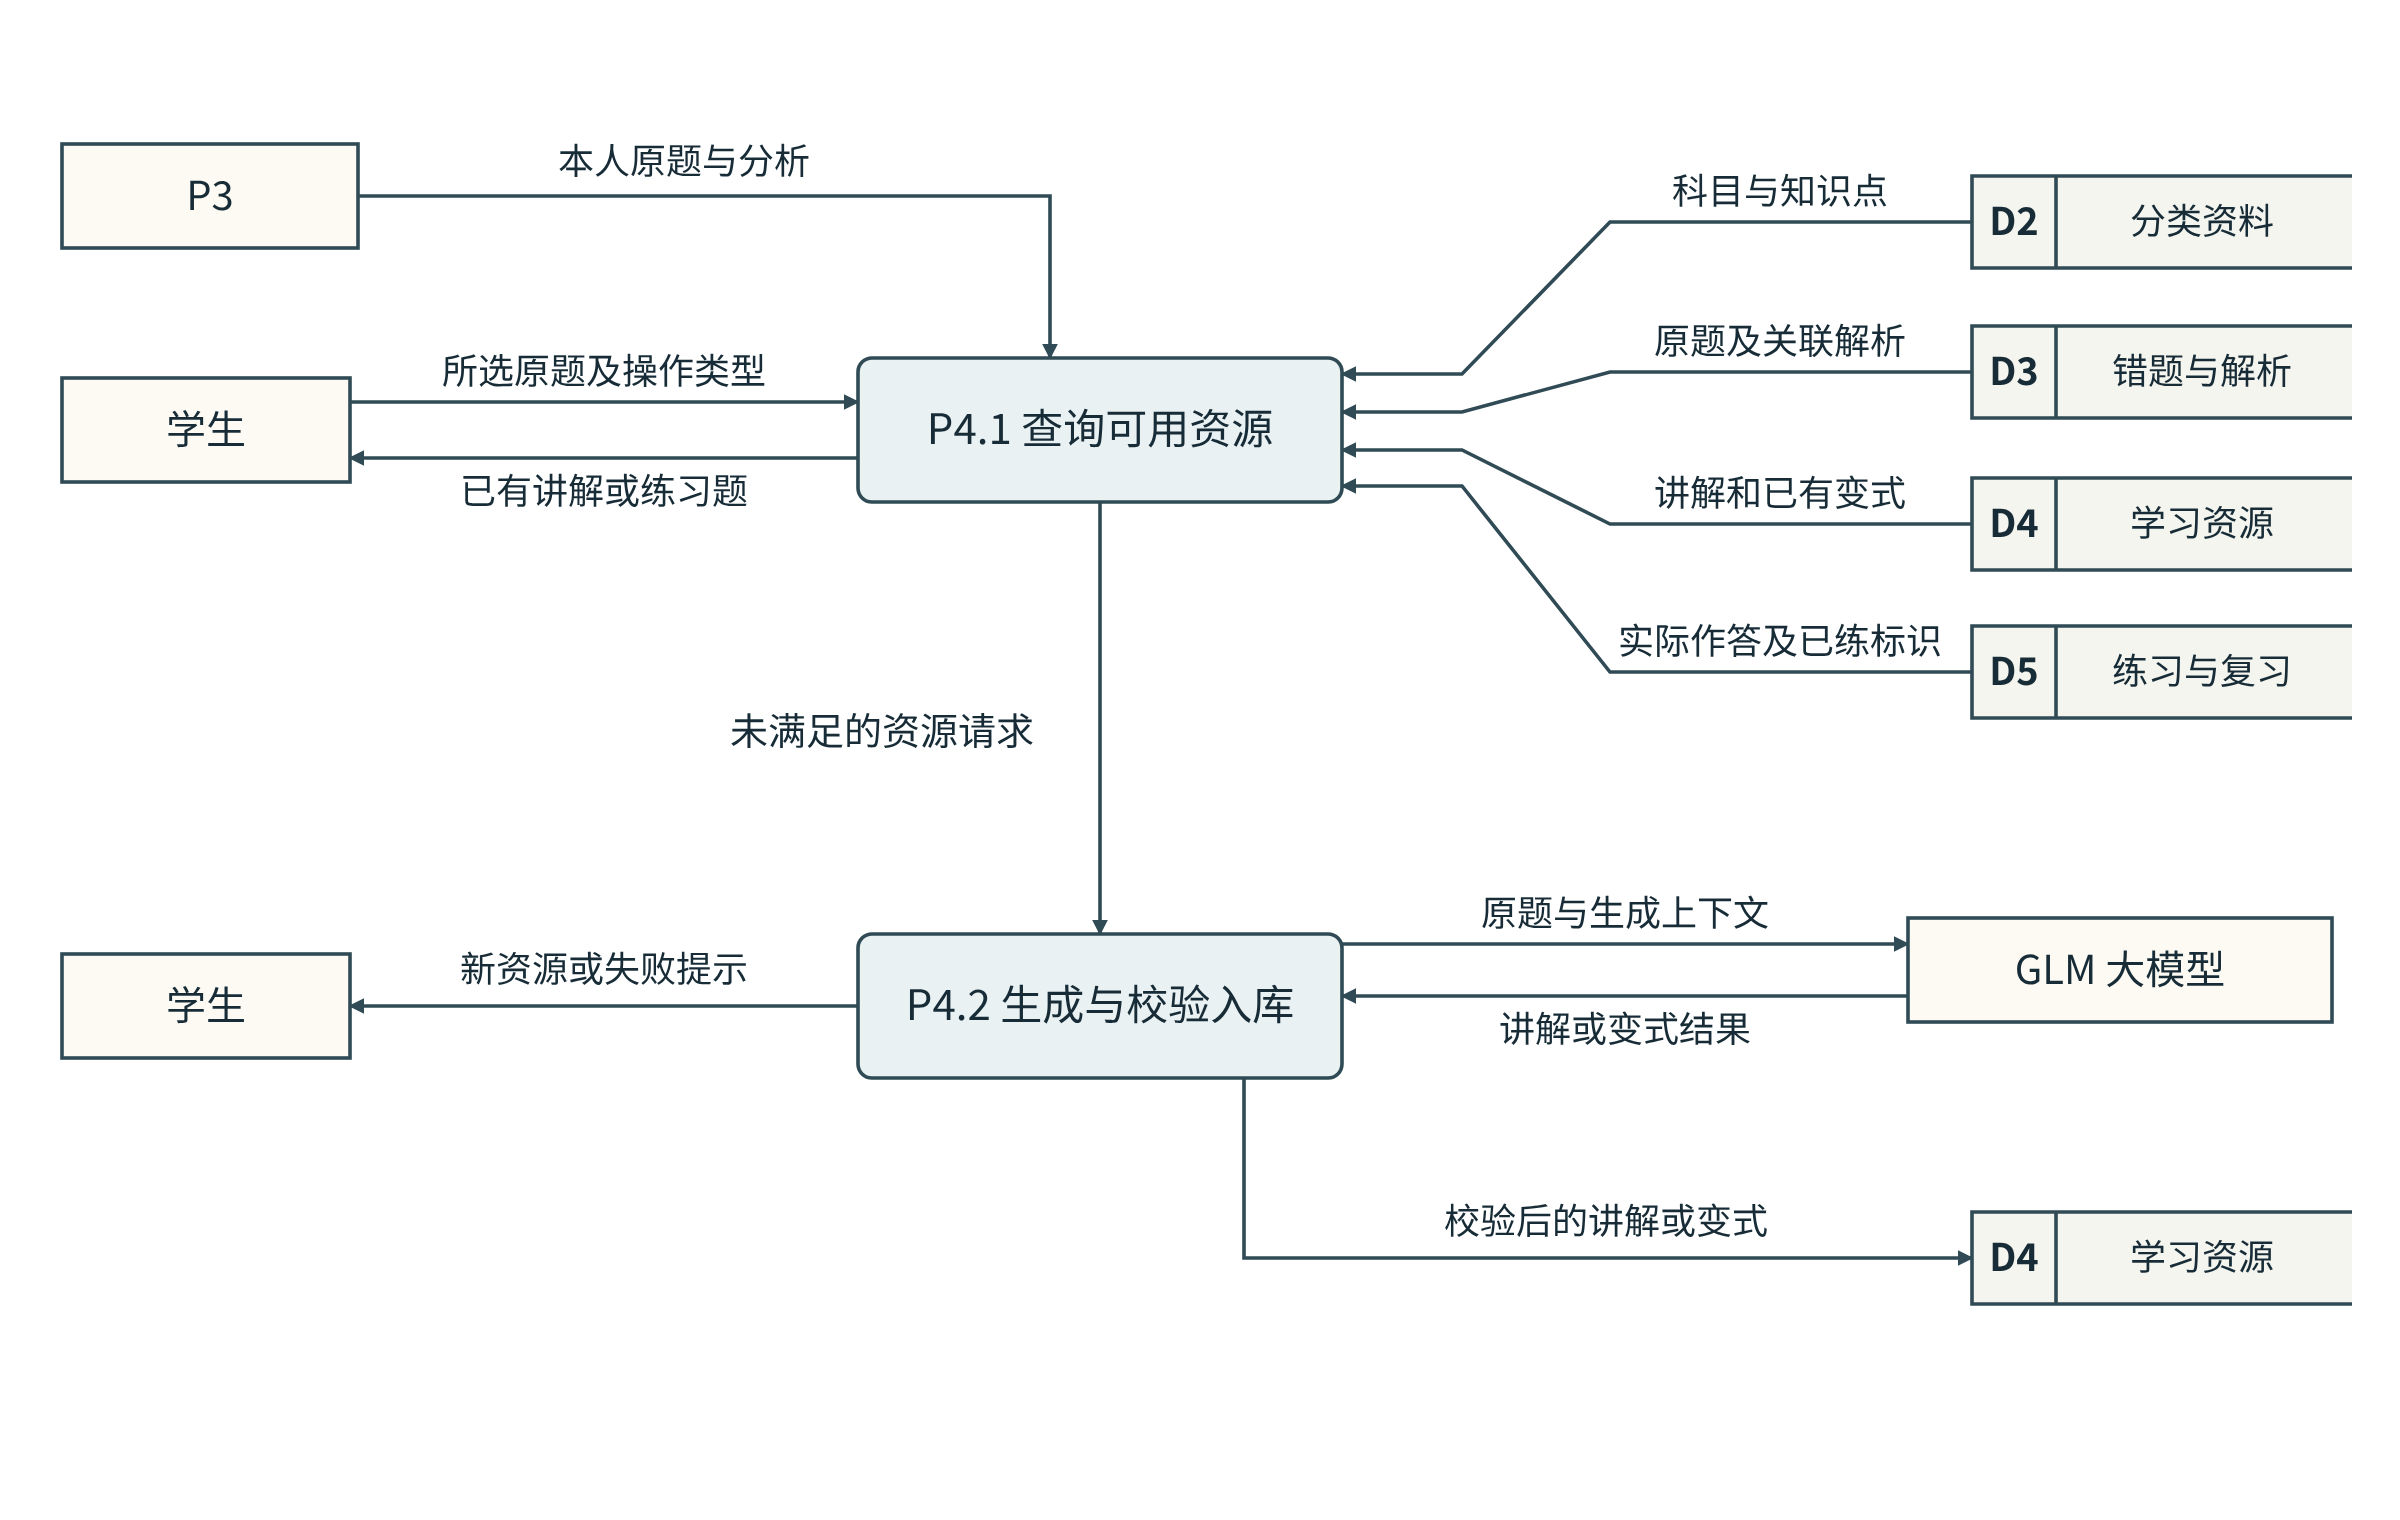 本人原题与分析
P3
科目与知识点
D2 分类资料
所选原题及操作类型
学生
已有讲解或练习题
P4.1 查询可用资源
原题及关联解析
D3 错题与解析
讲解和已有变式
D4 学习资源
实际作答及已练标识
D5 练习与复习
未满足的资源请求
新资源或失败提示
学生
P4.2 生成与校验入库
原题与生成上下文
GLM 大模型
讲解或变式结果
校验后的讲解或变式
D4 学习资源